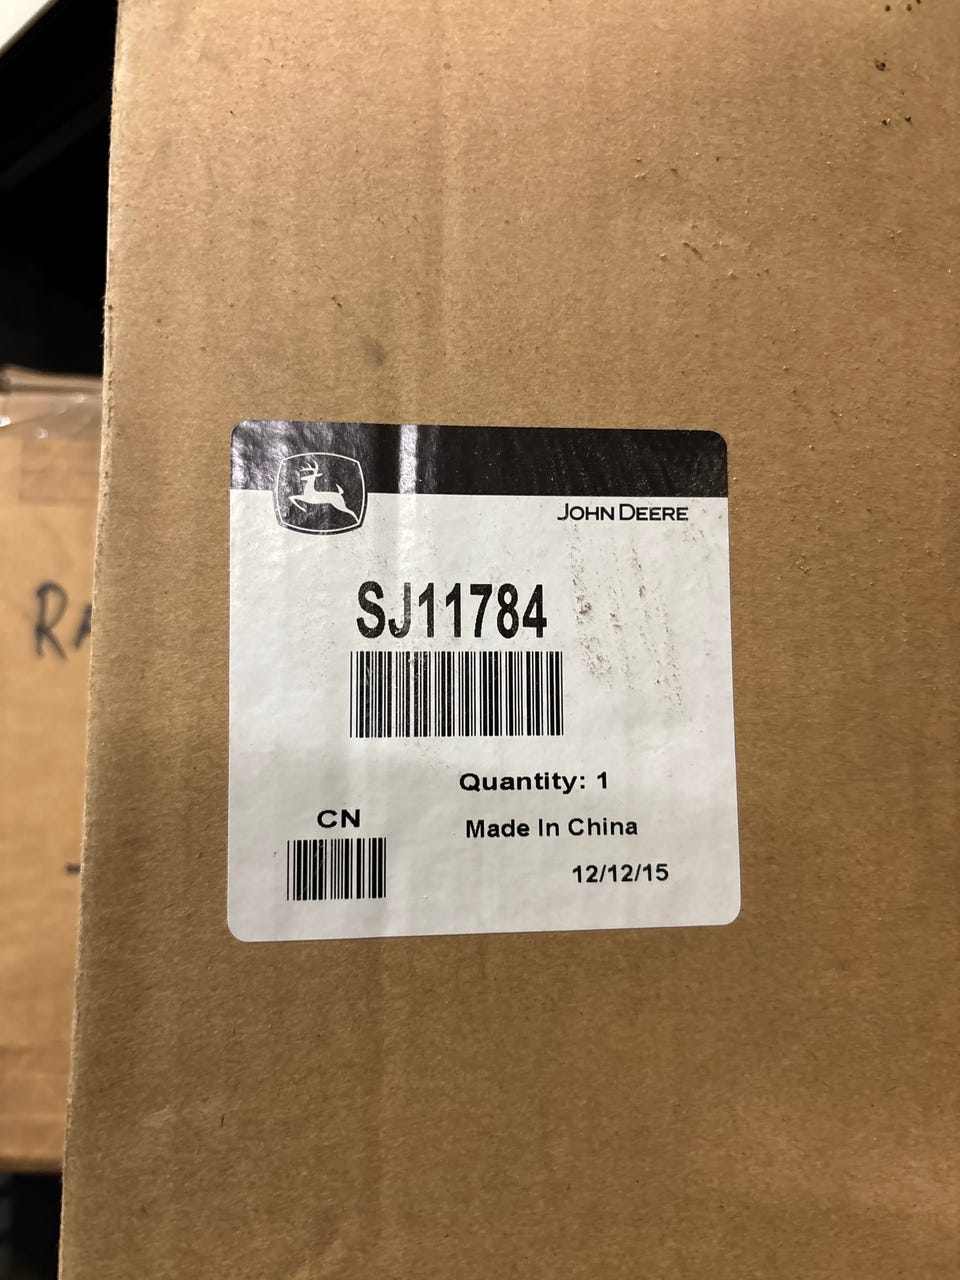 JOHN DEERE
SJ11784
Quantity: 1
CN
Made In China
12/12/15